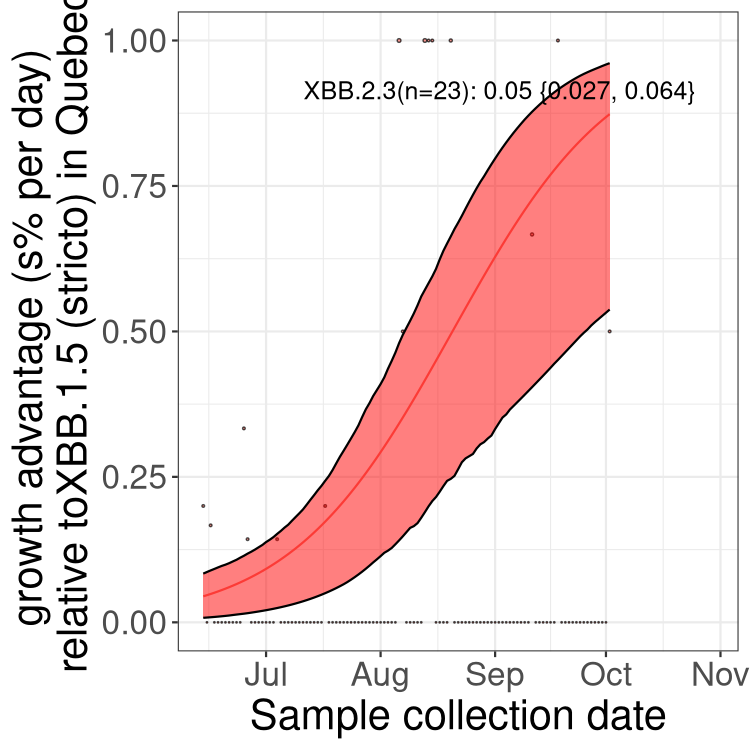 growth advantage (s% per day)
relative toXBB.1.5 (stricto) in Quebec
1.00
0.75
0.50
0.25
0.00
XBB.2.3(n=23): 0.05 {0.027, 0.064}
Jul Aug Sep Oct Nov
Sample collection date